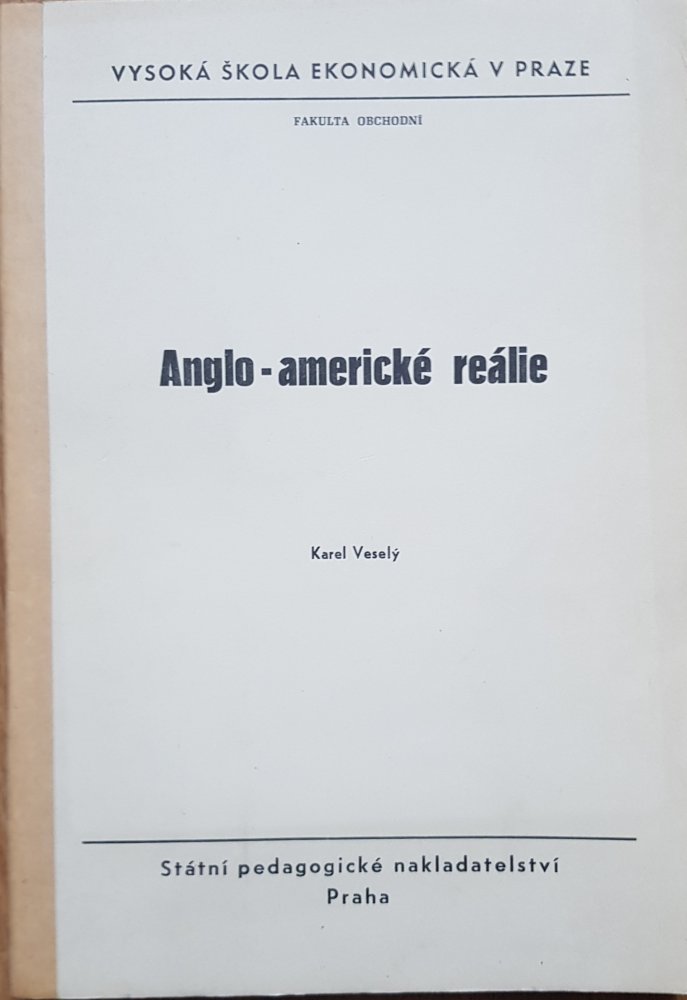 VYSOKÁ ŠKOLA EKONOMICKÁ V PRAZE
FAKULTA OBCHODNÍ
Anglo-americké reálie
Karel Veselý
Státní pedagogické nakladatelství
Praha